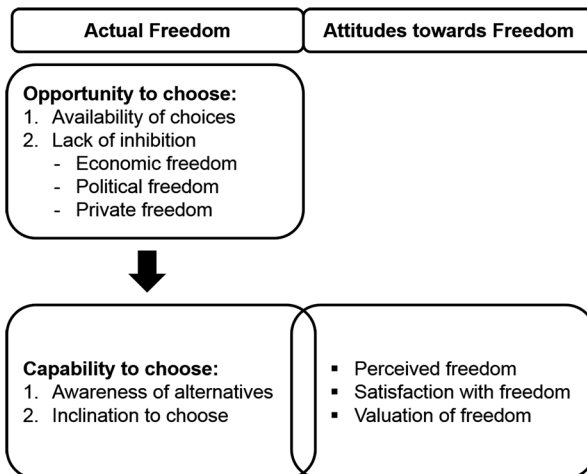 Actual Freedom
Attitudes towards Freedom
Opportunity to choose:
1. Availability of choices
2. Lack of inhibition
- Economic freedom
- Political freedom
- Private freedom
Capability to choose:
1. Awareness of alternatives
2. Inclination to choose
▪ Perceived freedom
▪ Satisfaction with freedom
▪ Valuation of freedom